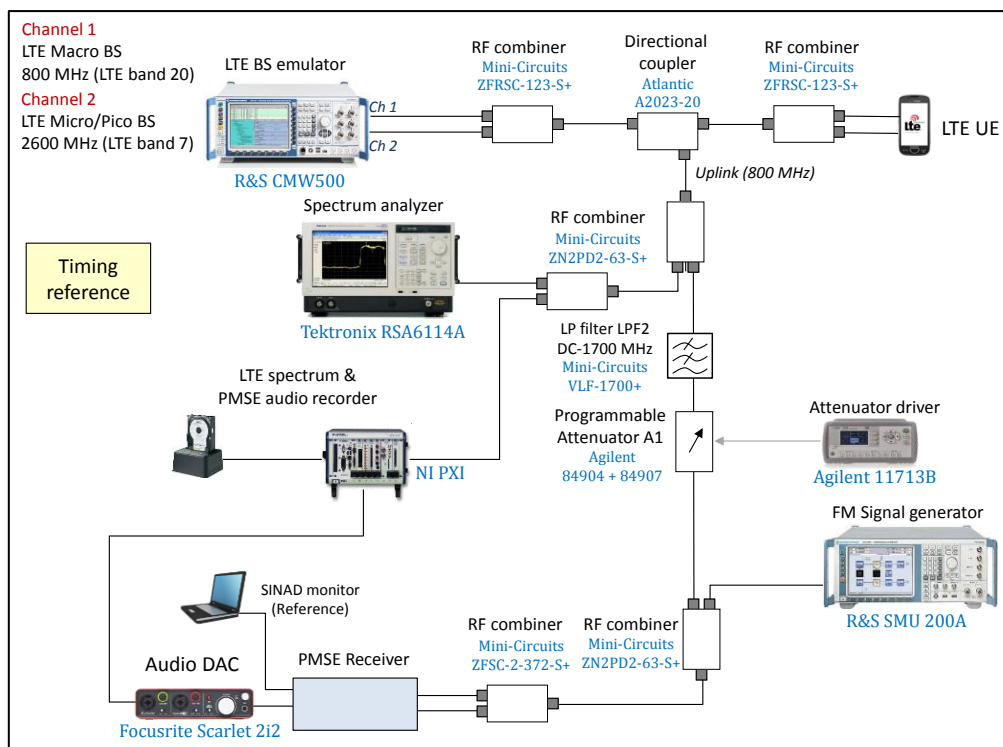 Channel 1
LTE Macro BS
800 MHz (LTE band 20)
Channel 2
LTE Micro/Pico BS
2600 MHz (LTE band 7)
LTE BS emulator
Ch 1
Ch 2
R&S CMW500
RF combiner
Mini-Circuits
ZFRSC-123-S+
Directional
coupler
Atlantic
A2023-20
RF combiner
Mini-Circuits
ZFRSC-123-S+
Lte
LTE UE
Uplink (800 MHz)
Spectrum analyzer
Tektronix RSA6114A
RF combiner
Mini-Circuits
ZN2PD2-63-S+
Timing
reference
LP filter LPF2
DC-1700 MHz
Mini-Circuits
VLF-1700+
LTE spectrum &
PMSE audio recorder
NI PXI
Programmable
Attenuator A1
Agilent
84904 + 84907
Attenuator driver
Agilent 11713B
FM Signal generator
R&S SMU 200A
SINAD monitor
(Reference)
Audio DAC
Focusrite Scarlet 2i2
PMSE Receiver
RF combiner
Mini-Circuits
ZFSC-2-372-S+
RF combiner
Mini-Circuits
ZN2PD2-63-S+